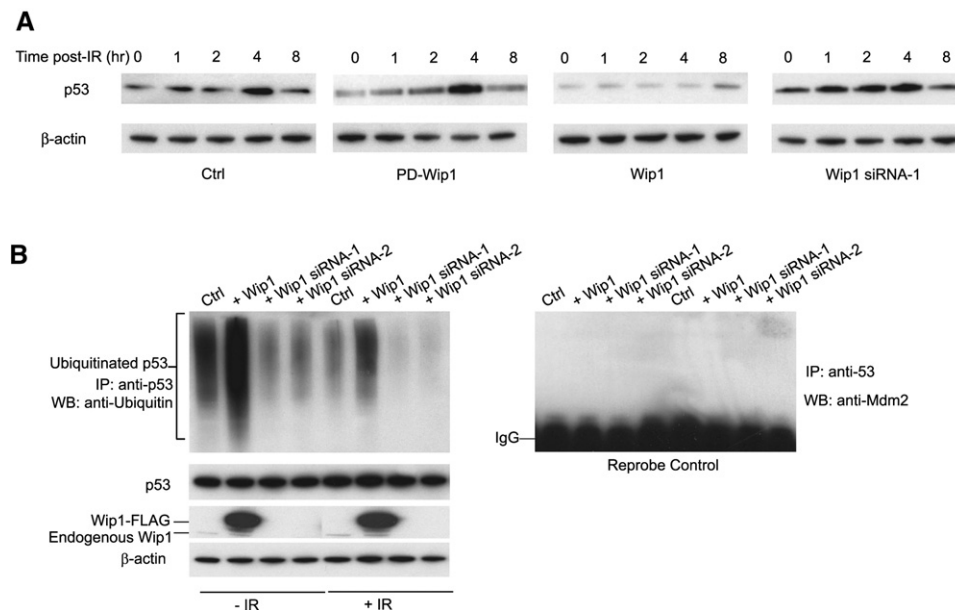 A
Time post-IR (hr) 0 1 2 4 8 0 1 2 4 8 0 1 2 4 8 0 1 2 4 8
p53
β-actin
Ctrl PD-Wip1 Wip1 Wip1 siRNA-1
B
Ctrl + Wip1 + Wip1 siRNA-1 + Wip1 siRNA-2 Ctrl + Wip1 + Wip1 siRNA-1 + Wip1 siRNA-2
Ubiquitinated p53
IP: anti-p53
WB: anti-Ubiquitin
p53
Wip1-FLAG
Endogenous Wip1
β-actin
- IR + IR
Ctrl + Wip1 + Wip1 siRNA-1 + Wip1 siRNA-2 Ctrl + Wip1 + Wip1 siRNA-1 + Wip1 siRNA-2
IP: anti-53
WB: anti-Mdm2
IgG
Reprobe Control